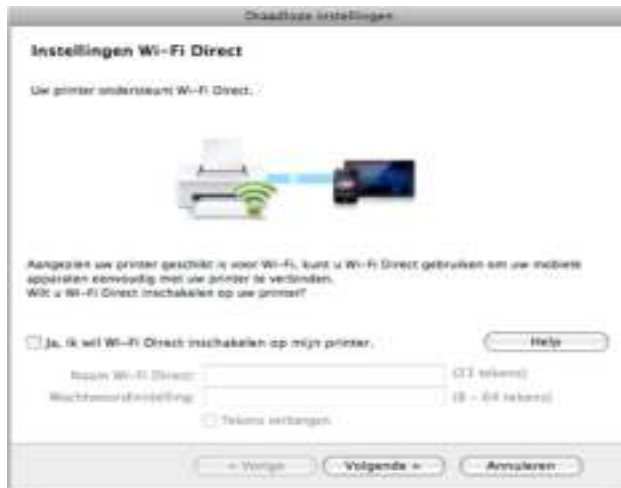 Draadloze instellingen
Instellingen Wi-Fi Direct
Uw printer ondersteunt Wi-Fi Direct.
Aangezien uw printer geschikt is voor Wi-Fi, kunt u Wi-Fi Direct gebruiken om uw mobiele
apparaten eenvoudig met uw printer te verbinden.
Wilt u Wi-Fi Direct inschakelen op uw printer?
Ja, ik wil Wi-Fi Direct inschakelen op mijn printer.
Help
Naam Wi-Fi Direct:
tekens)
Wachtwoordinstelling:
(8 - 64 tekens)
Tekens verbergen
< Vorige
Volgende >
Annuleren